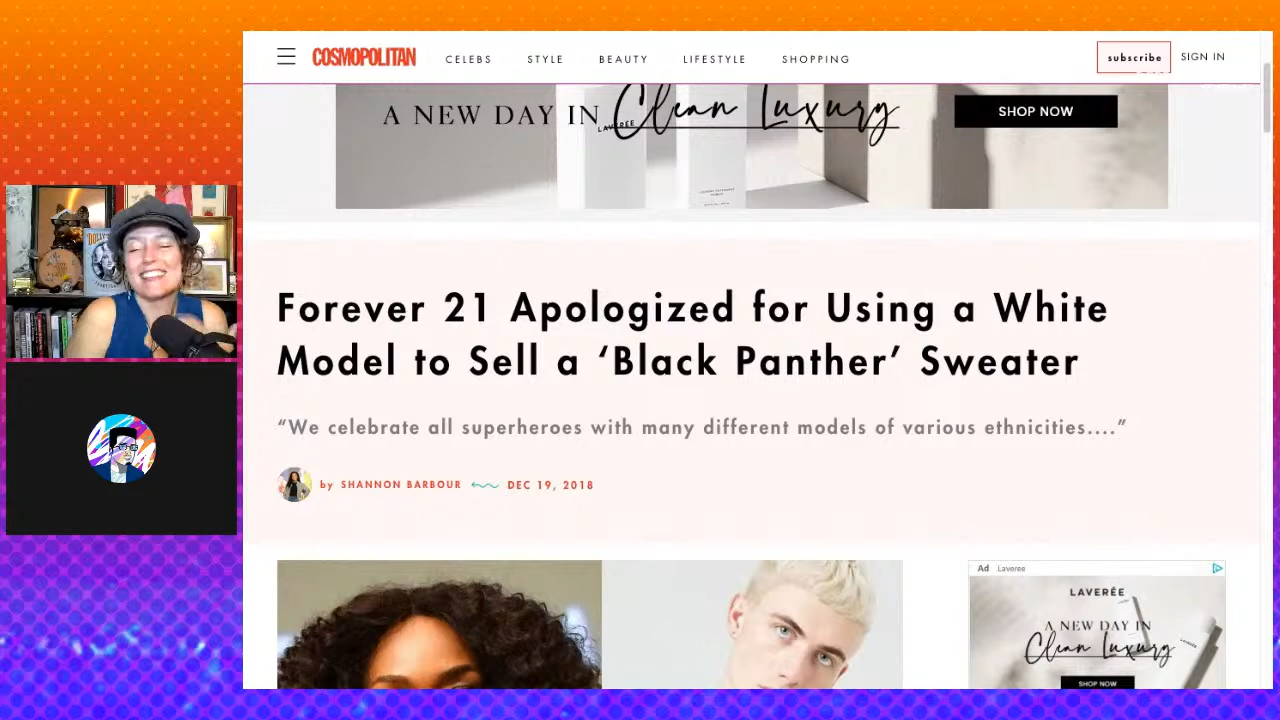 COSMOPOLITAN
CELEBS STYLE BEAUTY LIFESTYLE SHOPPING
subscribe SIGN IN
A NEW DAY IN Clean Luxury
LAVERÉE
SHOP NOW
Forever 21 Apologized for Using a White
Model to Sell a ‘Black Panther’ Sweater
“We celebrate all superheroes with many different models of various ethnicities....”
by SHANNON BARBOUR DEC 19, 2018
Ad Laveree
LAVERÉE
A NEW DAY IN
Clean Luxury
SHOP NOW
DOLLY